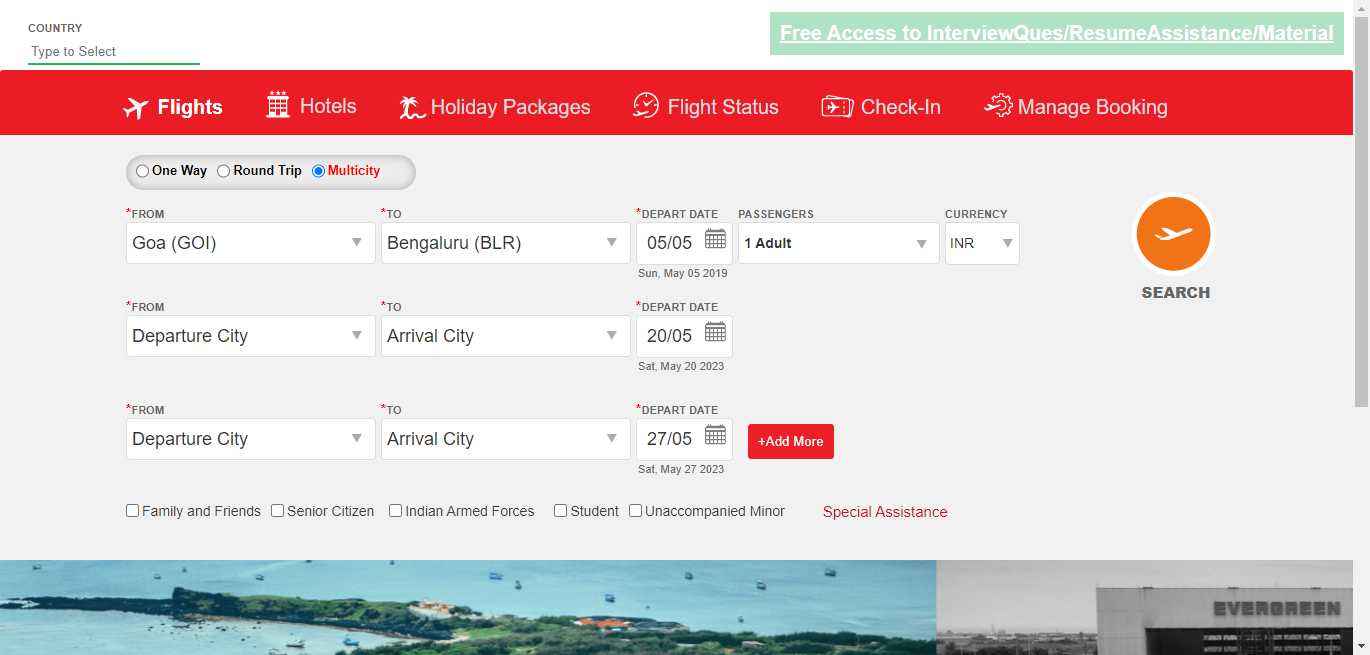 COUNTRY
Type to Select
Free Access to InterviewQues/ResumeAssistance/Material
Flights Hotels Holiday Packages Flight Status Check-In Manage Booking
One Way Round Trip Multicity
*FROM *TO *DEPART DATE PASSENGERS CURRENCY
Goa (GOI) Bengaluru (BLR) 05/05 1 Adult INR
Sun, May 05 2019
SEARCH
*FROM *TO *DEPART DATE
Departure City Arrival City 20/05
Sat, May 20 2023
*FROM *TO *DEPART DATE
Departure City Arrival City 27/05 +Add More
Sat, May 27 2023
Family and Friends Senior Citizen Indian Armed Forces Student Unaccompanied Minor Special Assistance
EVERGREEN